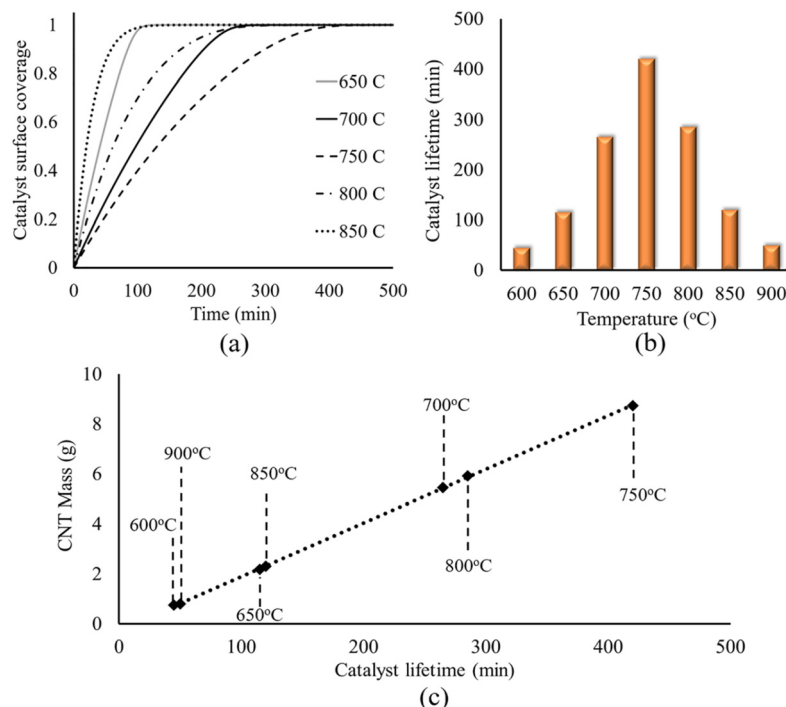 Catalyst surface coverage
1
0.8
0.6
0.4
0.2
0
650 C
700 C
750 C
800 C
850 C
0 100 200 300 400 500
Time (min)
(a)
Catalyst lifetime (min)
500
400
300
200
100
0
600 650 700 750 800 850 900
Temperature (°C)
(b)
CNT Mass (g)
10
8
6
4
2
0
700°C
900°C
850°C
600°C
750°C
800°C
650°C
0 100 200 300 400 500
Catalyst lifetime (min)
(c)